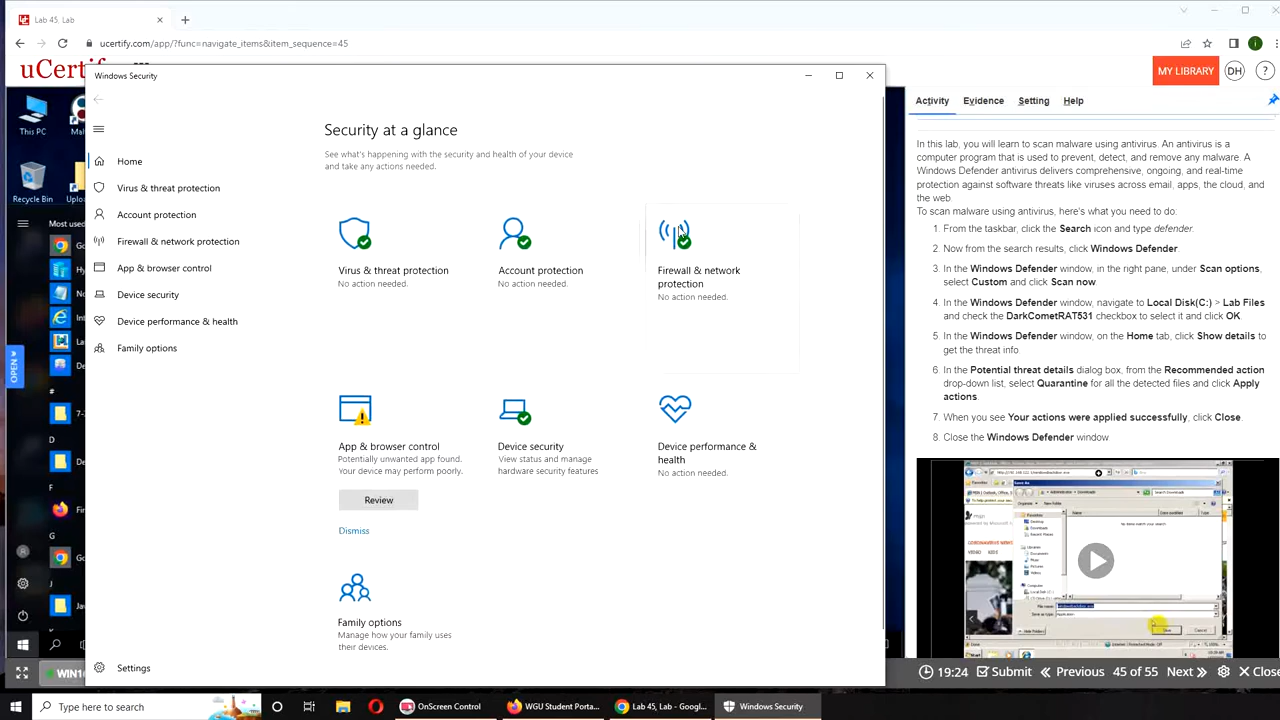 Lab 45, Lab
ucertify.com/app/?func=navigate_items&item_sequence=45
uCertify
MY LIBRARY
DH
?
Windows Security
This PC
Recycle Bin
Most used
OPEN
Home
Virus & threat protection
Account protection
Firewall & network protection
App & browser control
Device security
Device performance & health
Family options
Settings
Security at a glance
See what's happening with the security and health of your device
and take any actions needed.
Virus & threat protection
No action needed.
Account protection
No action needed.
Firewall & network
protection
No action needed.
App & browser control
Potentially unwanted app found.
Your device may perform poorly.
Review
Dismiss
Device security
View status and manage
hardware security features
Device performance &
health
No action needed.
Family options
Manage how your family uses
their devices.
Activity
Evidence
Setting
Help
In this lab, you will learn to scan malware using antivirus. An antivirus is a
computer program that is used to prevent, detect, and remove any malware. A
Windows Defender antivirus delivers comprehensive, ongoing, and real-time
protection against software threats like viruses across email, apps, the cloud, and
the web.
To scan malware using antivirus, here's what you need to do:
1. From the taskbar, click the Search icon and type defender.
2. Now from the search results, click Windows Defender.
3. In the Windows Defender window, in the right pane, under Scan options,
select Custom and click Scan now.
4. In the Windows Defender window, navigate to Local Disk(C:) > Lab Files
and check the DarkCometRAT531 checkbox to select it and click OK.
5. In the Windows Defender window, on the Home tab, click Show details to
get the threat info
6. In the Potential threat details dialog box, from the Recommended action
drop-down list, select Quarantine for all the detected files and click Apply
actions.
7. When you see Your actions were applied successfully, click Close.
8. Close the Windows Defender window
19:24
Submit
Previous
45 of 55
Next
Close
Type here to search
OnScreen Control
WGU Student Porta...
Lab 45, Lab - Googl...
Windows Security